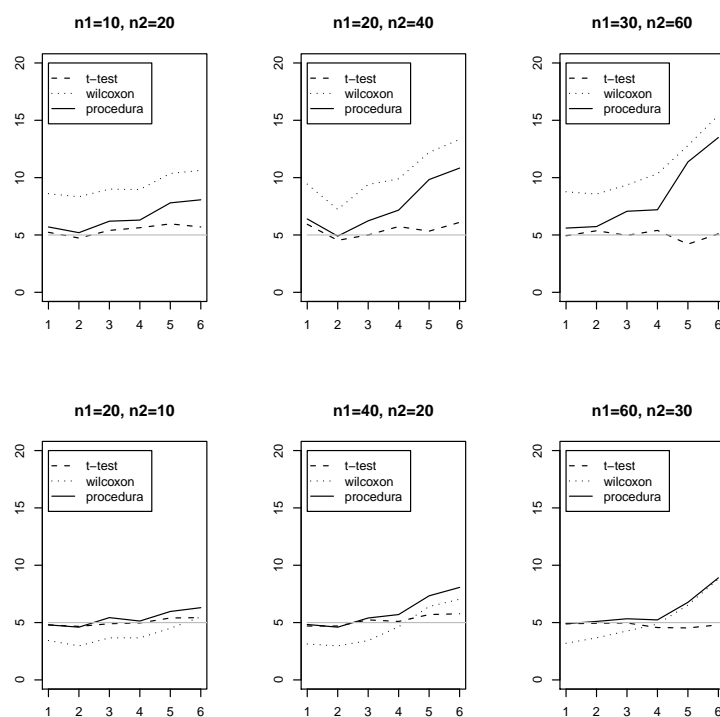 n1=10, n2=20
20
15
10
5
0
t−test
wilcoxon
procedura
1 2 3 4 5 6
n1=20, n2=40
20
15
10
5
0
t−test
wilcoxon
procedura
1 2 3 4 5 6
n1=30, n2=60
20
15
10
5
0
t−test
wilcoxon
procedura
1 2 3 4 5 6
n1=20, n2=10
20
15
10
5
0
t−test
wilcoxon
procedura
1 2 3 4 5 6
n1=40, n2=20
20
15
10
5
0
t−test
wilcoxon
procedura
1 2 3 4 5 6
n1=60, n2=30
20
15
10
5
0
t−test
wilcoxon
procedura
1 2 3 4 5 6